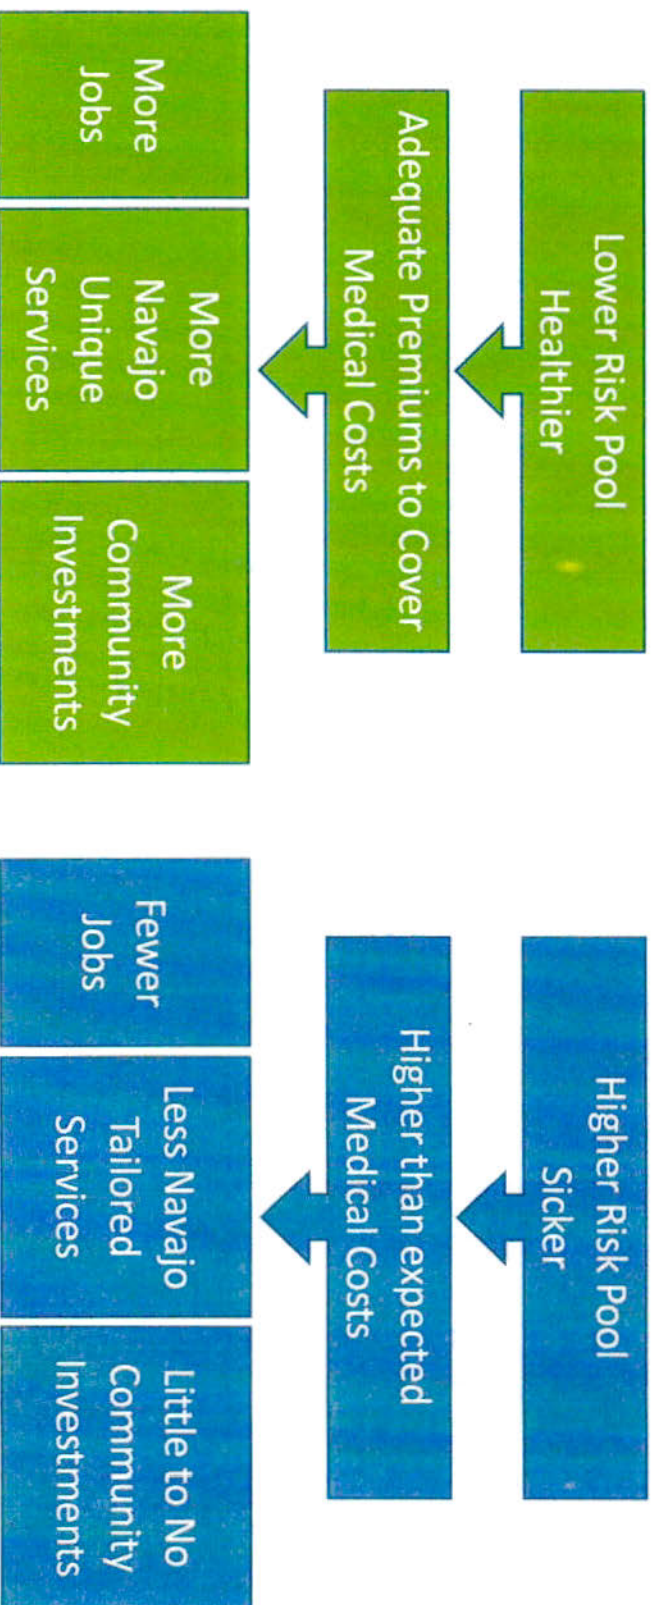 Lower Risk Pool
Healthier
Adequate Premiums to Cover
Medical Costs
More
Jobs
More
Navajo
Unique
Services
More
Community
Investments
Higher Risk Pool
Sicker
Higher than expected
Medical Costs
Fewer
Jobs
Less Navajo
Tailored
Services
Little to No
Community
Investments